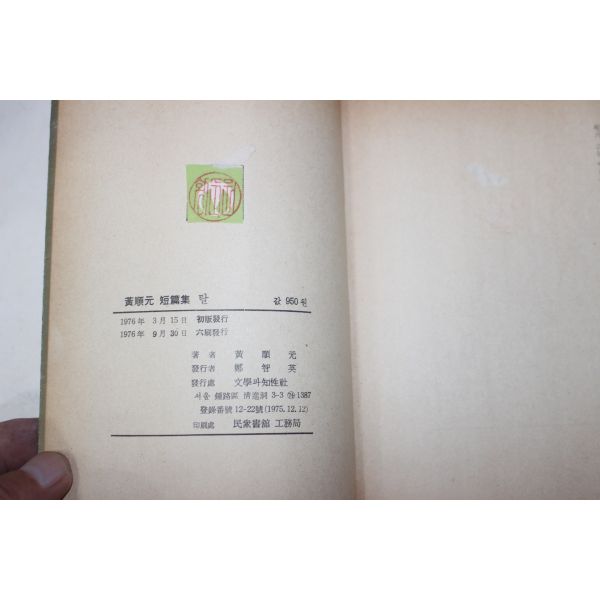 黃順元 短篇集 탈 값 950 원
1976年 3月 15日 初版發行
1976年 9月 30日 六刷發行
著者 黃順元
發行者 鄭智英
發行處 文學과知性社
서울 鍾路區 淸進洞 3-3 ㉾ 1387
登錄番號 12-22號 (1975. 12. 12)
印刷處 民衆書館 工務局